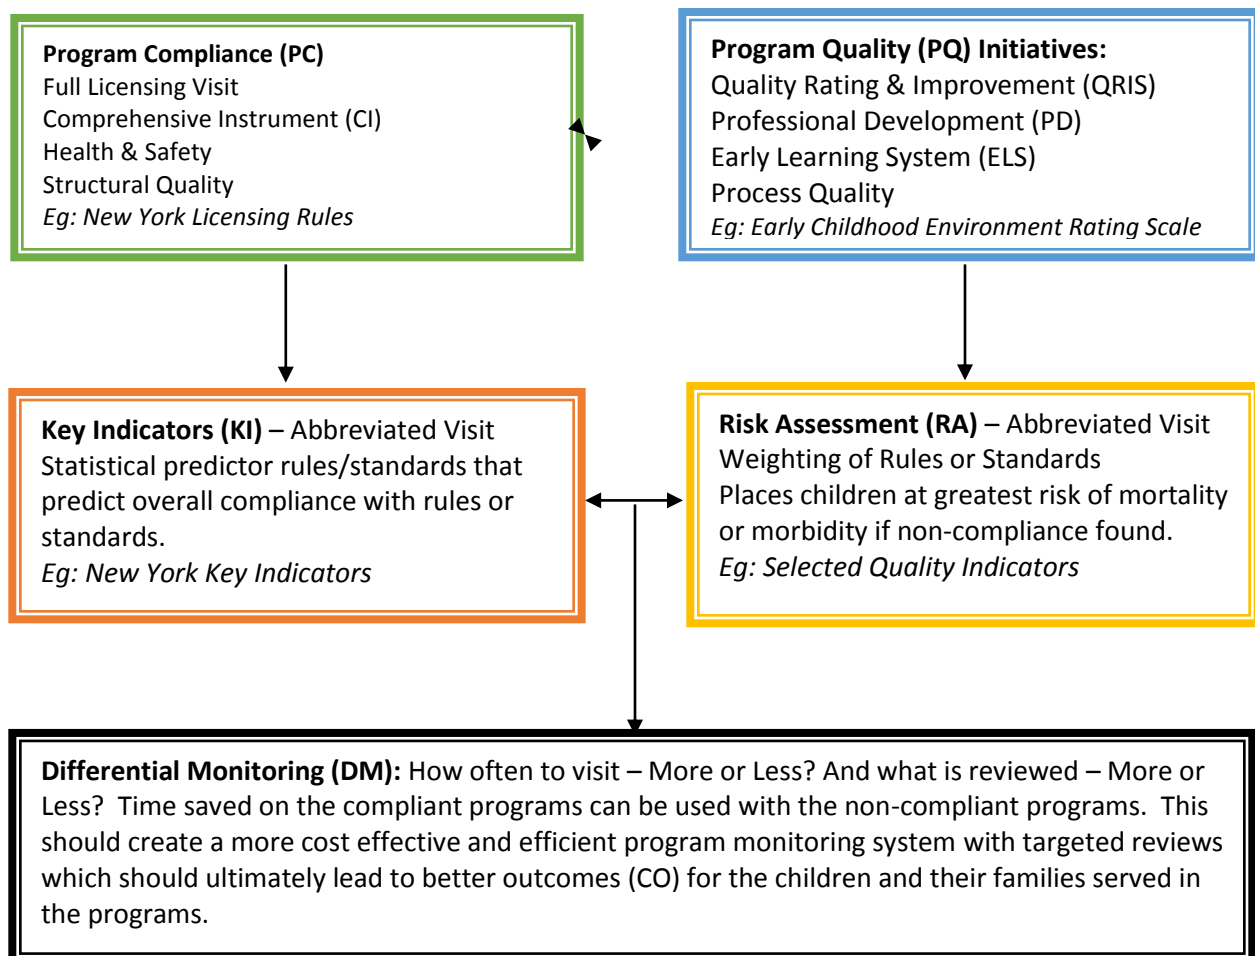 Program Compliance (PC)
Full Licensing Visit
Comprehensive Instrument (CI)
Health & Safety
Structural Quality
Eg: New York Licensing Rules
Program Quality (PQ) Initiatives:
Quality Rating & Improvement (QRIS)
Professional Development (PD)
Early Learning System (ELS)
Process Quality
Eg: Early Childhood Environment Rating Scale
Key Indicators (KI) – Abbreviated Visit
Statistical predictor rules/standards that
predict overall compliance with rules or
standards.
Eg: New York Key Indicators
Risk Assessment (RA) – Abbreviated Visit
Weighting of Rules or Standards
Places children at greatest risk of mortality
or morbidity if non-compliance found.
Eg: Selected Quality Indicators
Differential Monitoring (DM): How often to visit – More or Less? And what is reviewed – More or
Less? Time saved on the compliant programs can be used with the non-compliant programs. This
should create a more cost effective and efficient program monitoring system with targeted reviews
which should ultimately lead to better outcomes (CO) for the children and their families served in
the programs.